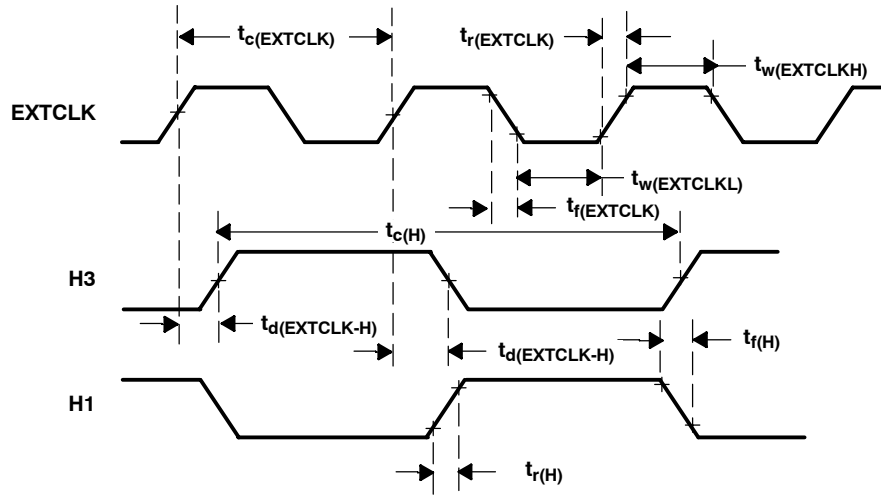 tc(EXTCLK)
tr(EXTCLK)
tw(EXTCLKH)
EXTCLK
tw(EXTCLKL)
tf(EXTCLK)
tc(H)
H3
td(EXTCLK-H)
td(EXTCLK-H)
tf(H)
H1
tr(H)